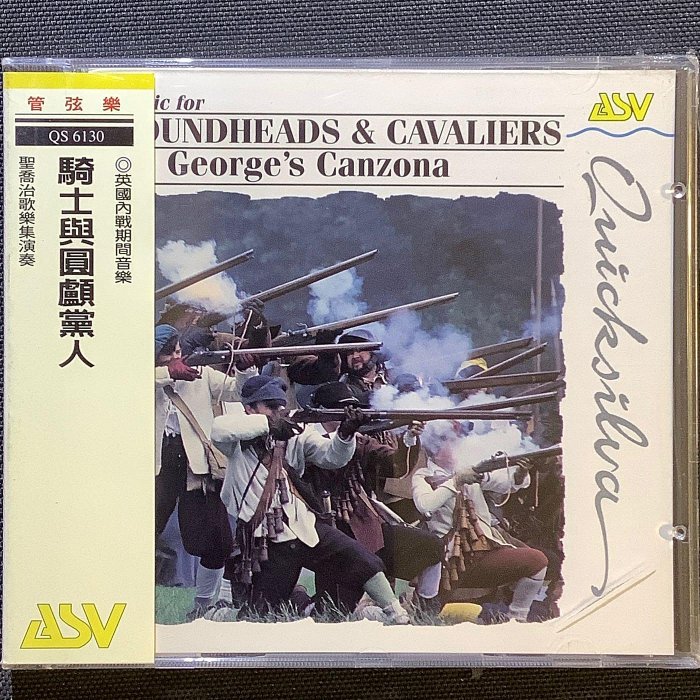 管弦樂
QS 6130
◎英國內戰期間音樂
騎士與圓顱黨人
聖喬治歌樂集演奏
ASV
ic for
OUNDHEADS & CAVALIERS
George's Canzona
ASV
Quicksilva